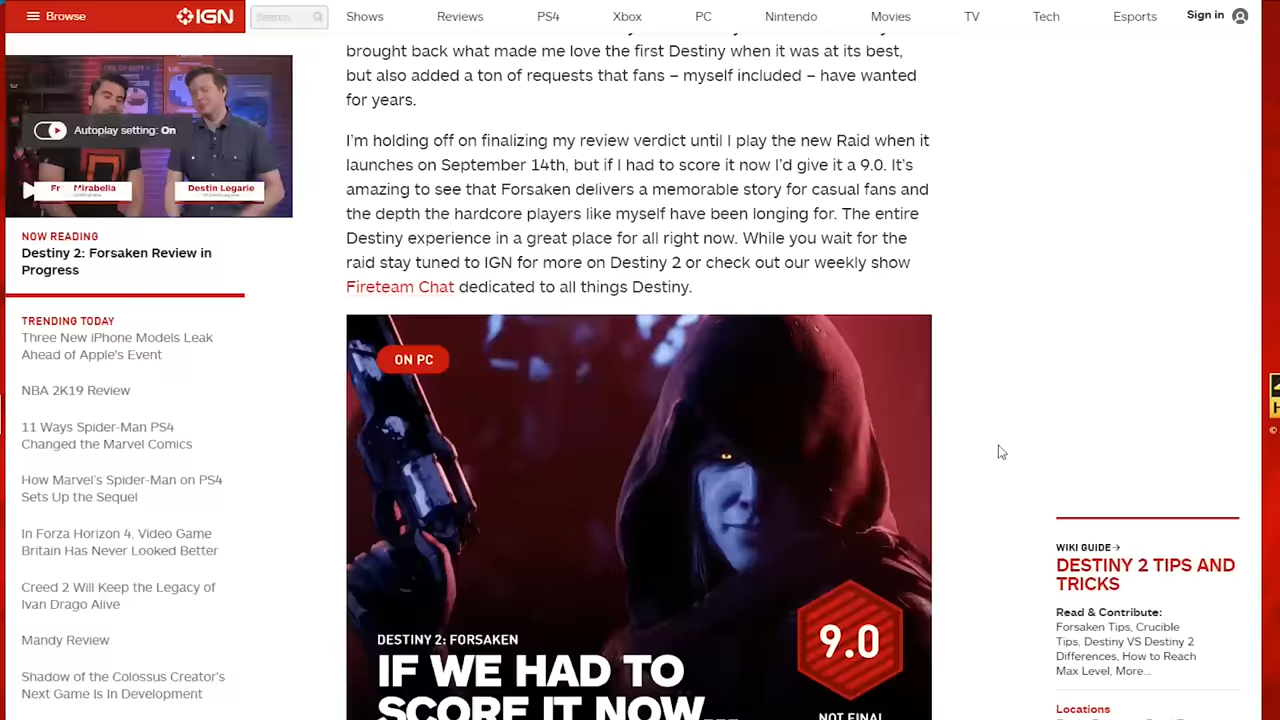 Browse
IGN
Search
Shows
Reviews
PS4
Xbox
PC
Nintendo
Movies
TV
Tech
Esports
Sign in
brought back what made me love the first Destiny when it was at its best,
but also added a ton of requests that fans – myself included – have wanted
for years.
I'm holding off on finalizing my review verdict until I play the new Raid when it
launches on September 14th, but if I had to score it now I'd give it a 9.0. It's
amazing to see that Forsaken delivers a memorable story for casual fans and
the depth the hardcore players like myself have been longing for. The entire
Destiny experience in a great place for all right now. While you wait for the
raid stay tuned to IGN for more on Destiny 2 or check out our weekly show
Fireteam Chat dedicated to all things Destiny.
Autoplay setting: On
Mirabella
Destin Legarie
NOW READING
Destiny 2: Forsaken Review in
Progress
TRENDING TODAY
Three New iPhone Models Leak
Ahead of Apple's Event
NBA 2K19 Review
11 Ways Spider-Man PS4
Changed the Marvel Comics
How Marvel's Spider-Man on PS4
Sets Up the Sequel
In Forza Horizon 4, Video Game
Britain Has Never Looked Better
Creed 2 Will Keep the Legacy of
Ivan Drago Alive
Mandy Review
Shadow of the Colossus Creator's
Next Game Is In Development
ON PC
DESTINY 2: FORSAKEN
IF WE HAD TO
SCORE IT NOW...
9.0
NOT FINAL
WIKI GUIDE
DESTINY 2 TIPS AND
TRICKS
Read & Contribute:
Forsaken Tips, Crucible
Tips, Destiny VS Destiny 2
Differences, How to Reach
Max Level, More...
Locations